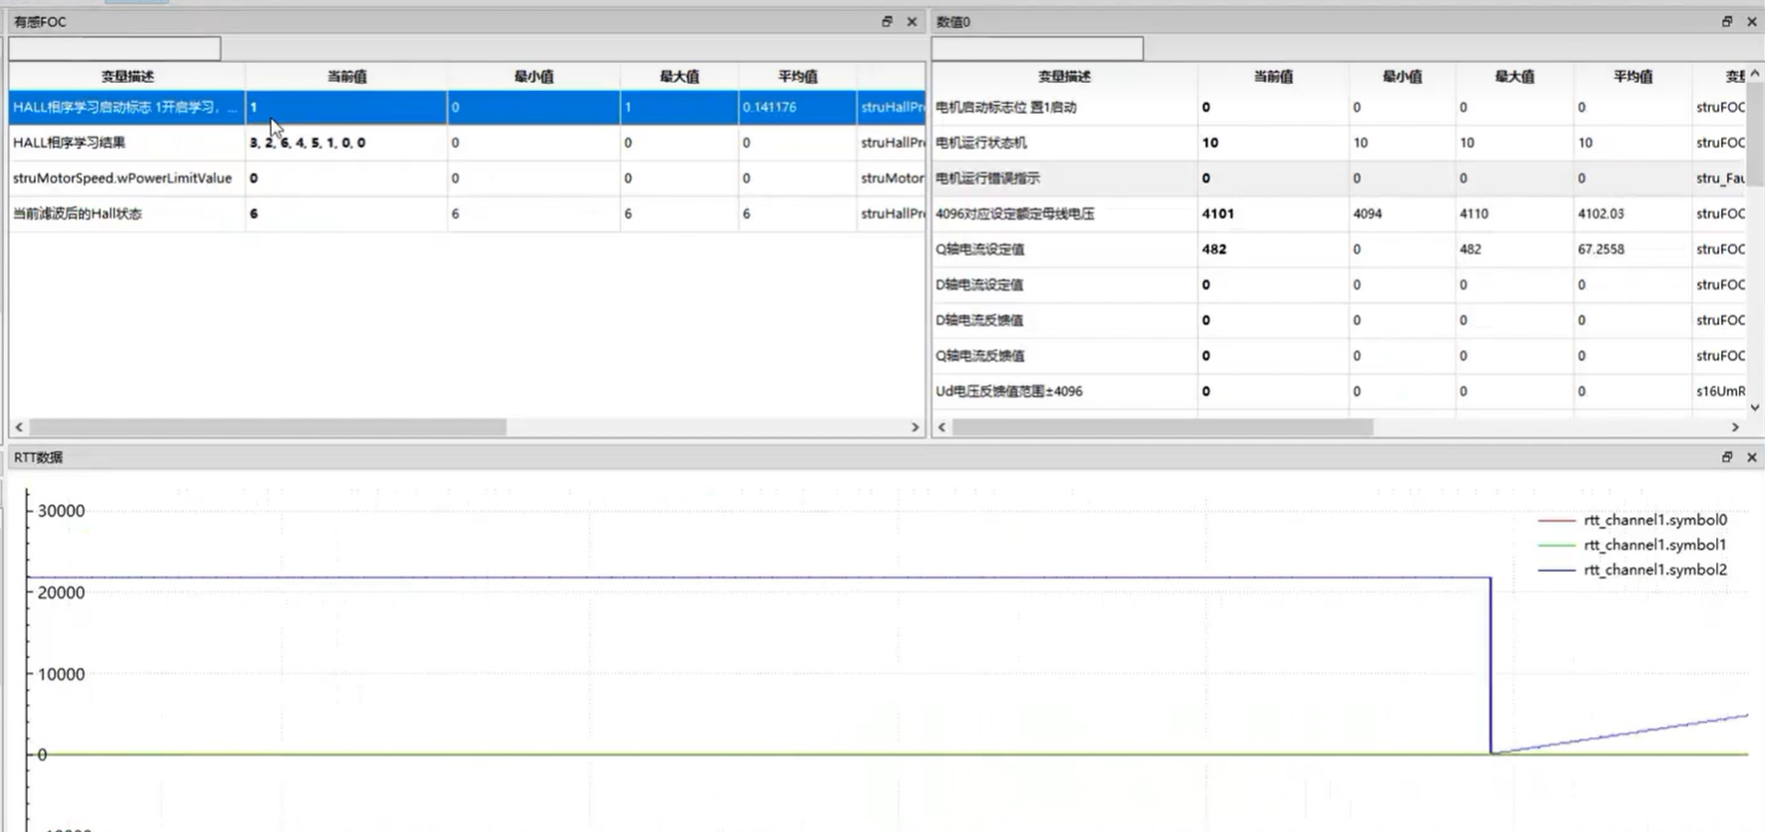 有感FOC
变量描述 当前值 最小值 最大值 平均值
HALL相序学习启动标志 1开启学习, ... 1 0 1 0.141176 struHallPr
HALL相序学习结果 3, 2, 6, 4, 5, 1, 0, 0 0 0 0 struHallPr
struMotorSpeed.wPowerLimitValue 0 0 0 0 struMotor
当前滤波后的Hall状态 6 6 6 6 struHallPr
数值0
变量描述 当前值 最小值 最大值 平均值 变
电机启动标志位 置1启动 0 0 0 0 struFOC
电机运行状态机 10 10 10 10 struFOC
电机运行错误指示 0 0 0 0 stru_Fau
4096对应设定额定母线电压 4101 4094 4110 4102.03 struFOC
Q轴电流设定值 482 0 482 67.2558 struFOC
D轴电流设定值 0 0 0 0 struFOC
D轴电流反馈值 0 0 0 0 struFOC
Q轴电流反馈值 0 0 0 0 struFOC
Ud电压反馈值范围±4096 0 0 0 0 s16UmR
RTT数据
30000
20000
10000
0
rtt_channel1.symbol0
rtt_channel1.symbol1
rtt_channel1.symbol2